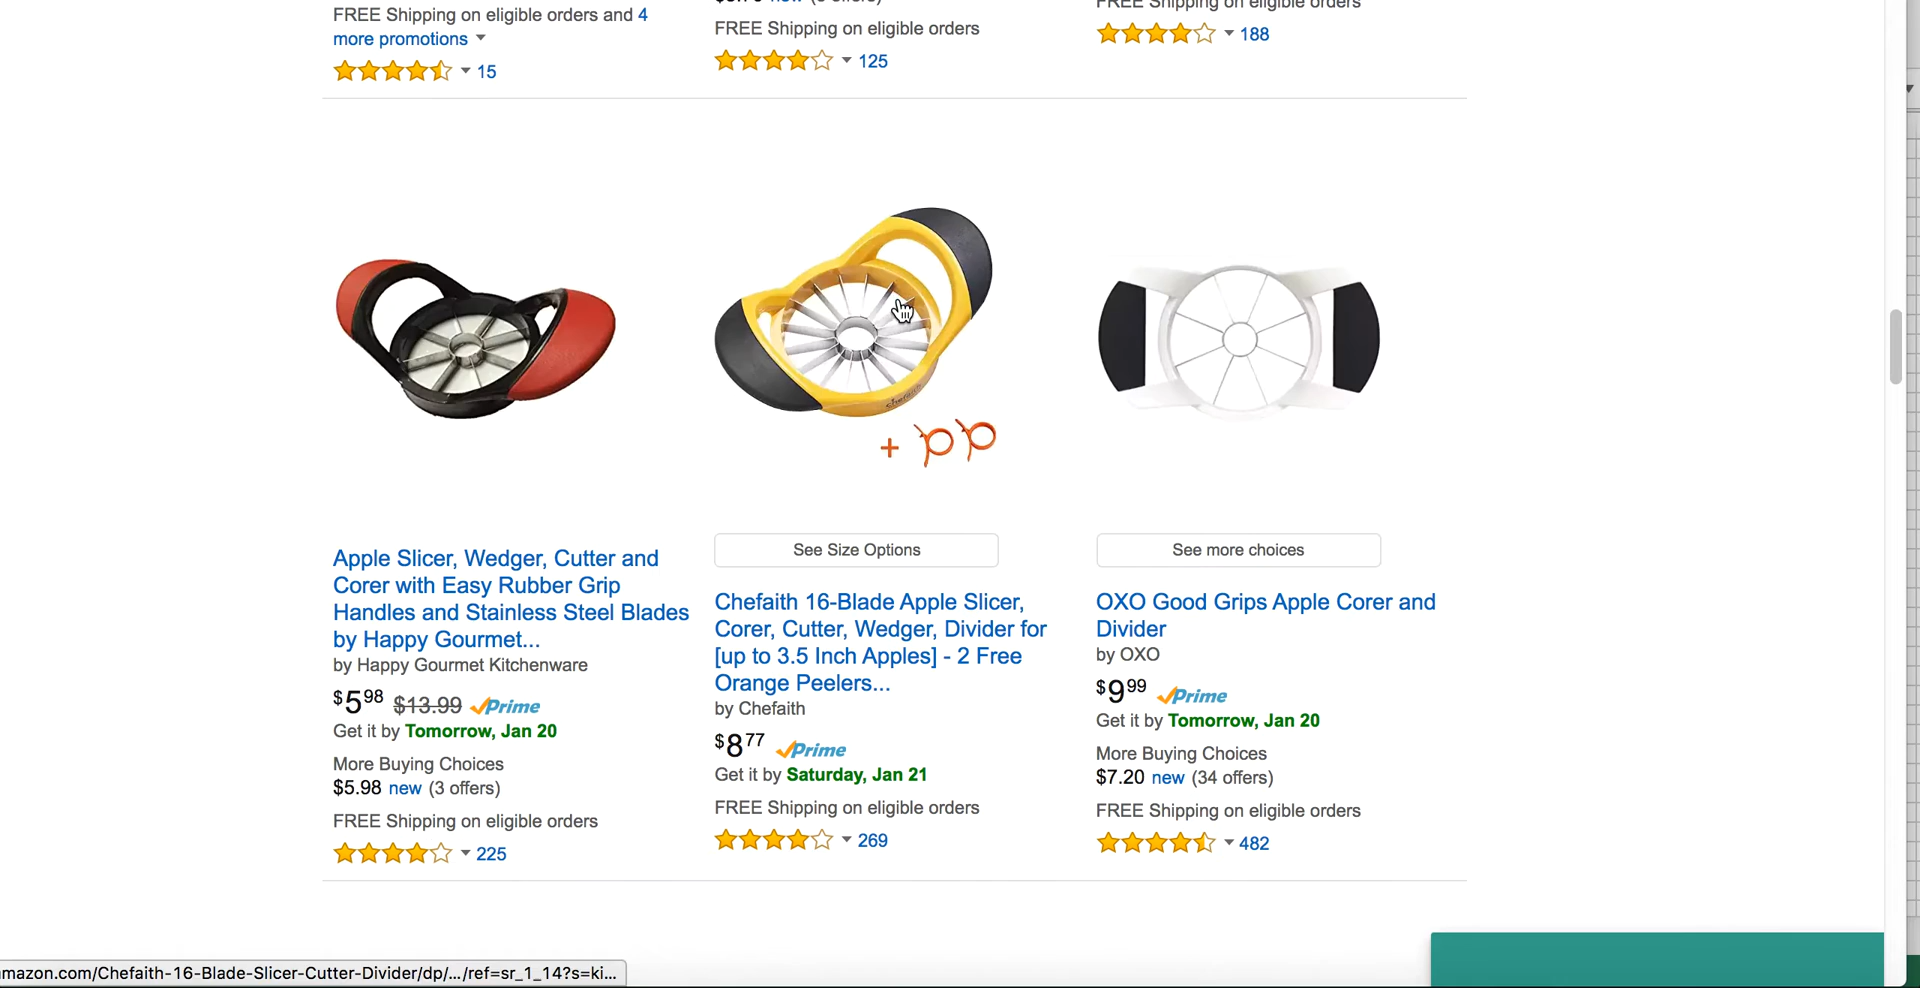 FREE Shipping on eligible orders and 4
more promotions
15
FREE Shipping on eligible orders
125
FREE Shipping on eligible orders
188
chefaith
+
Apple Slicer, Wedger, Cutter and
Corer with Easy Rubber Grip
Handles and Stainless Steel Blades
by Happy Gourmet...
by Happy Gourmet Kitchenware
$598 $13.99 Prime
Get it by Tomorrow, Jan 20
More Buying Choices
$5.98 new (3 offers)
FREE Shipping on eligible orders
225
See Size Options
Chefaith 16-Blade Apple Slicer,
Corer, Cutter, Wedger, Divider for
[up to 3.5 Inch Apples] - 2 Free
Orange Peelers...
by Chefaith
$877 Prime
Get it by Saturday, Jan 21
FREE Shipping on eligible orders
269
See more choices
OXO Good Grips Apple Corer and
Divider
by OXO
$999 Prime
Get it by Tomorrow, Jan 20
More Buying Choices
$7.20 new (34 offers)
FREE Shipping on eligible orders
482
mazon.com/Chefaith-16-Blade-Slicer-Cutter-Divider/dp/.../ref=sr_1_14?s=ki...